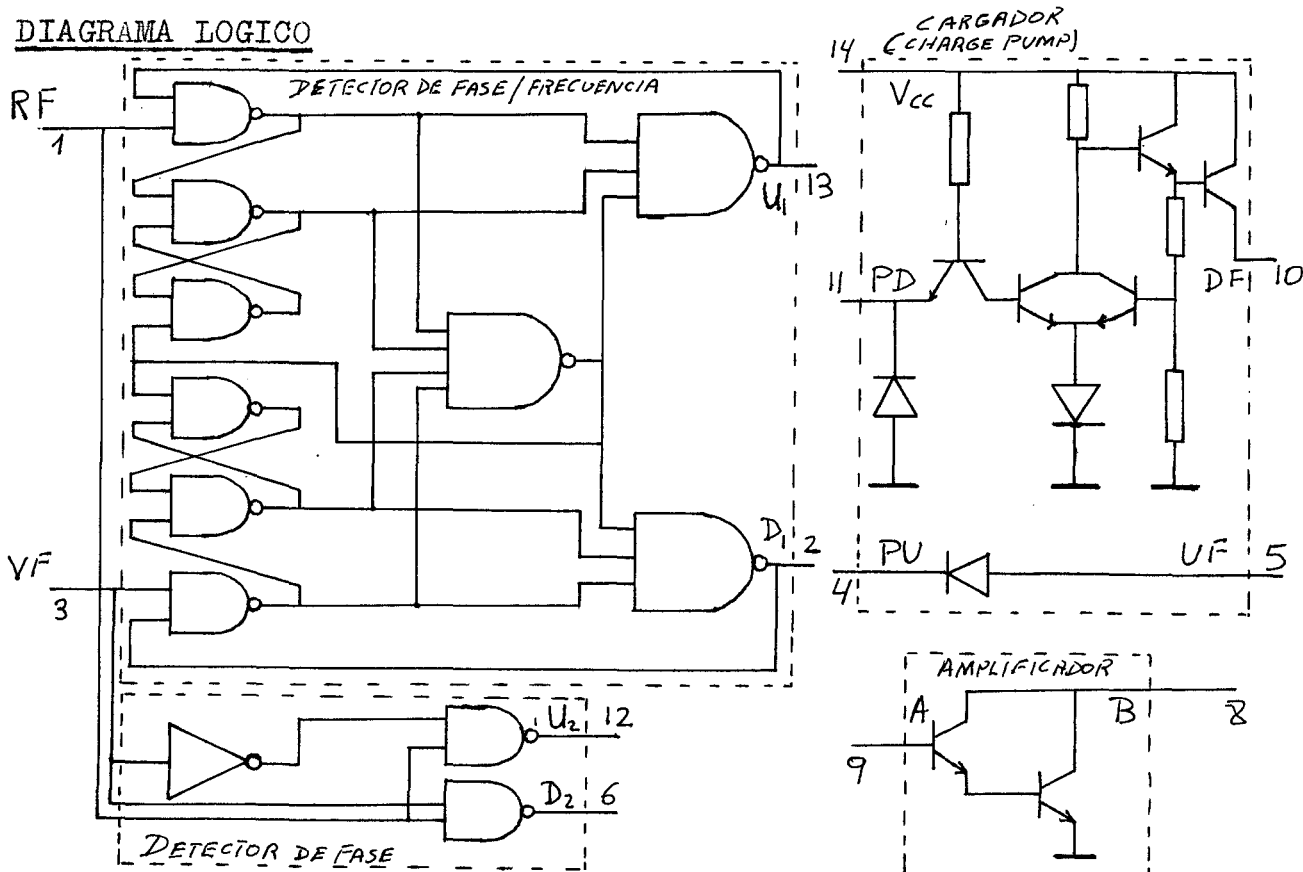 DIAGRAMA LOGICO
CARGADOR
(CHARGE PUMP)
DETECTOR DE FASE/FRECUENCIA
14
VCC
RF
1
U1 13
11 PD
DF 10
D1 2
VF
3
PU
4
UF 5
U2 12
D2 6
DETECTOR DE FASE
AMPLIFICADOR
A
B
8
9